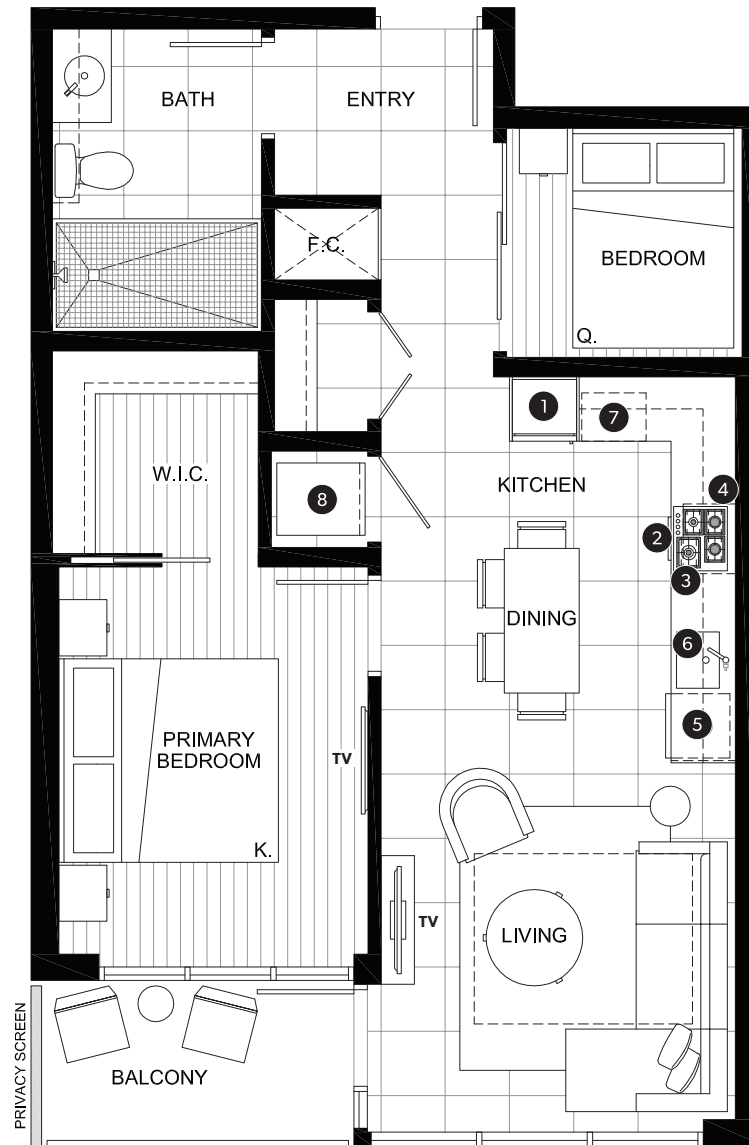 BATH
ENTRY
F.C.
BEDROOM
Q.
1
7
W.I.C.
8
KITCHEN
4
2
3
DINING
6
5
PRIMARY
BEDROOM
TV
K.
TV
LIVING
PRIVACY SCREEN
BALCONY